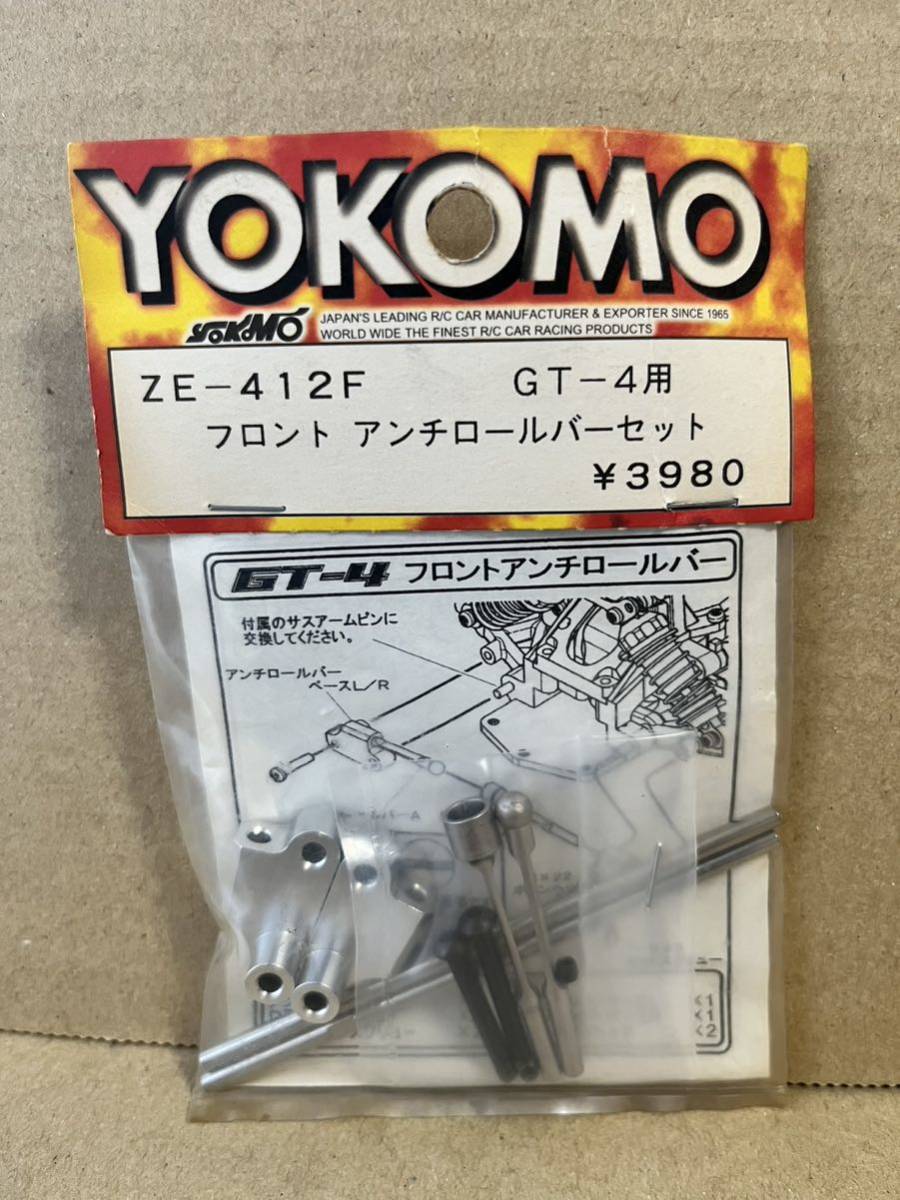 YOKOMO
YOKOMO JAPAN'S LEADING R/C CAR MANUFACTURER & EXPORTER SINCE 1965
WORLD WIDE THE FINEST R/C CAR RACING PRODUCTS
ZE-412F GT-4用
フロント アンチロールバーセット
¥3980
GT-4 フロントアンチロールバー
付属のサスアームピンに
交換してください。
アンチロールバー
ベースL/R